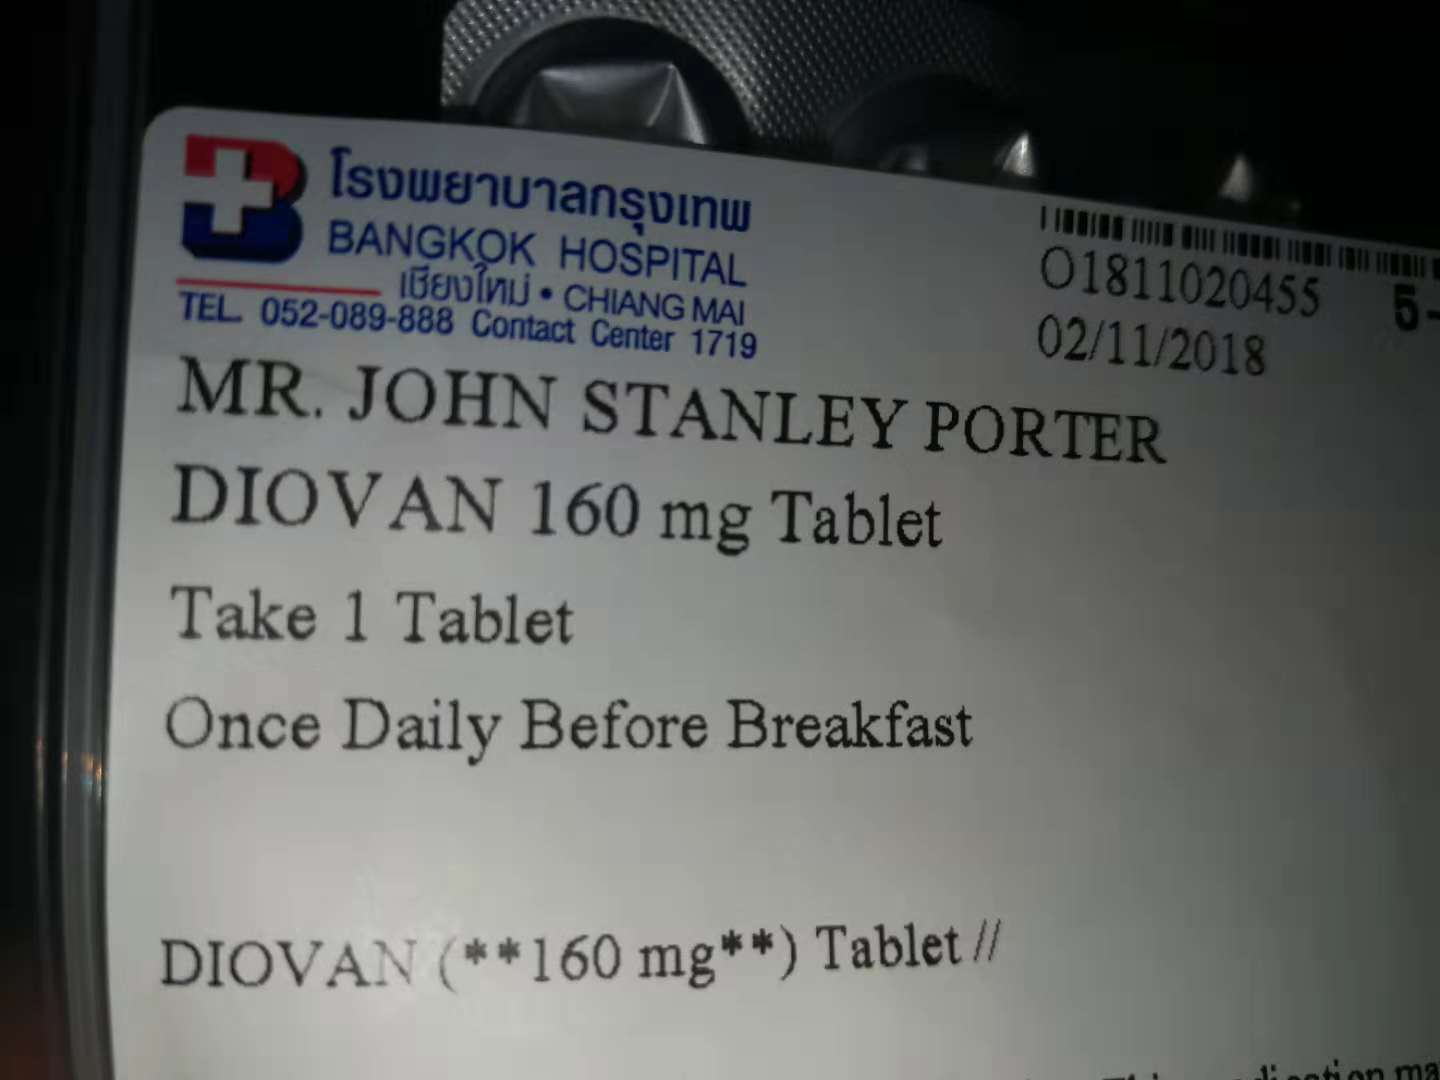 โรงพยาบาลกรุงเทพ
BANGKOK HOSPITAL
เชียงใหม่ • CHIANG MAI
TEL. 052-089-888 Contact Center 1719
O1811020455 5-
02/11/2018
MR. JOHN STANLEY PORTER
DIOVAN 160 mg Tablet
Take 1 Tablet
Once Daily Before Breakfast
DIOVAN (**160 mg**) Tablet //